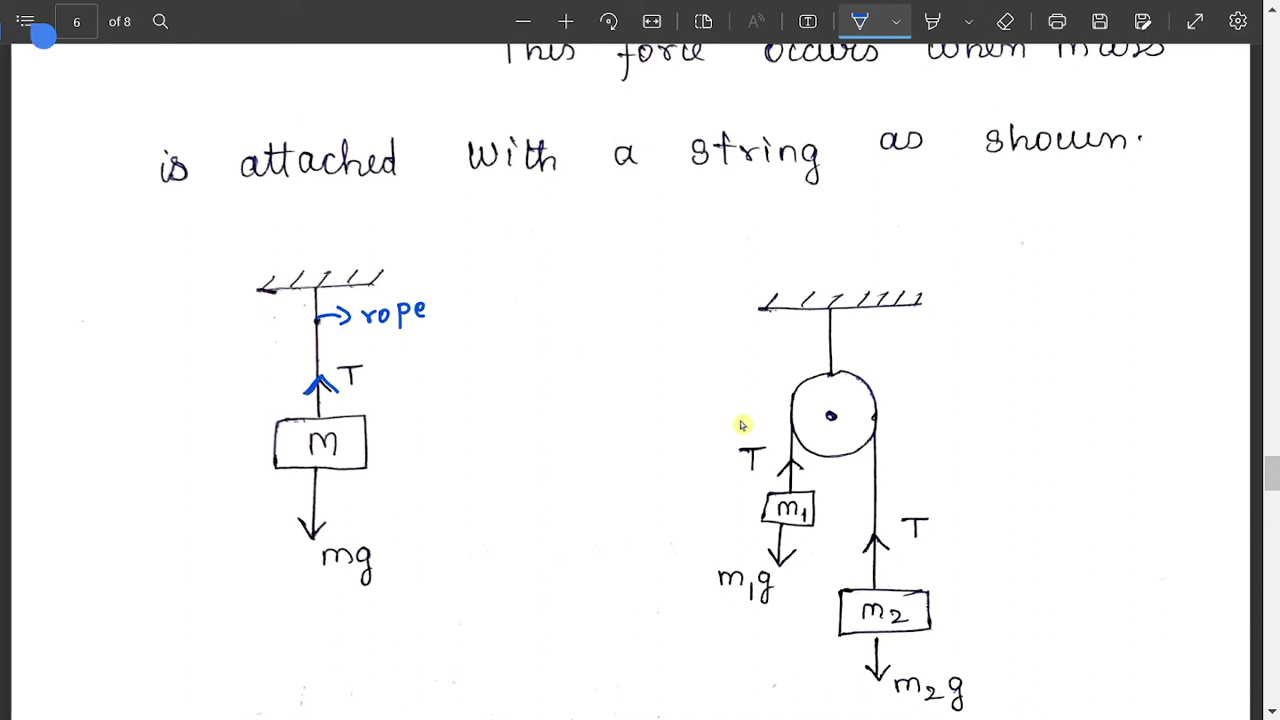 6 of 8
This force occurs when mass
is attached with a string as shown.
rope
T
M
mg
T
m1
m1g
T
m2
m2g